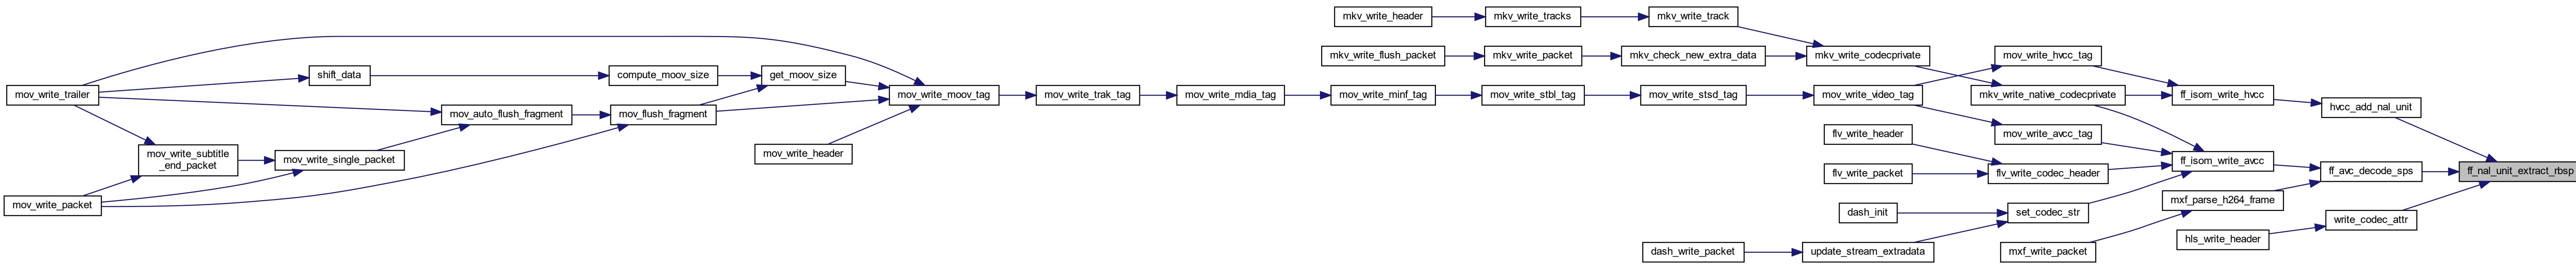 mov_write_trailer
mov_write_packet
mov_write_subtitle
_end_packet
shift_data
mov_write_single_packet
mov_auto_flush_fragment
compute_moov_size
mov_flush_fragment
get_moov_size
mov_write_header
mov_write_moov_tag
mov_write_trak_tag
mov_write_mdia_tag
mkv_write_header
mkv_write_flush_packet
mov_write_minf_tag
mkv_write_tracks
mkv_write_packet
mov_write_stbl_tag
mkv_write_track
mkv_check_new_extra_data
mov_write_stsd_tag
dash_write_packet
mkv_write_codecprivate
mov_write_video_tag
flv_write_header
flv_write_packet
dash_init
update_stream_extradata
mov_write_hvcc_tag
mkv_write_native_codecprivate
mov_write_avcc_tag
flv_write_codec_header
set_codec_str
mxf_write_packet
ff_isom_write_hvcc
ff_isom_write_avcc
mxf_parse_h264_frame
hls_write_header
hvcc_add_nal_unit
ff_avc_decode_sps
write_codec_attr
ff_nal_unit_extract_rbsp